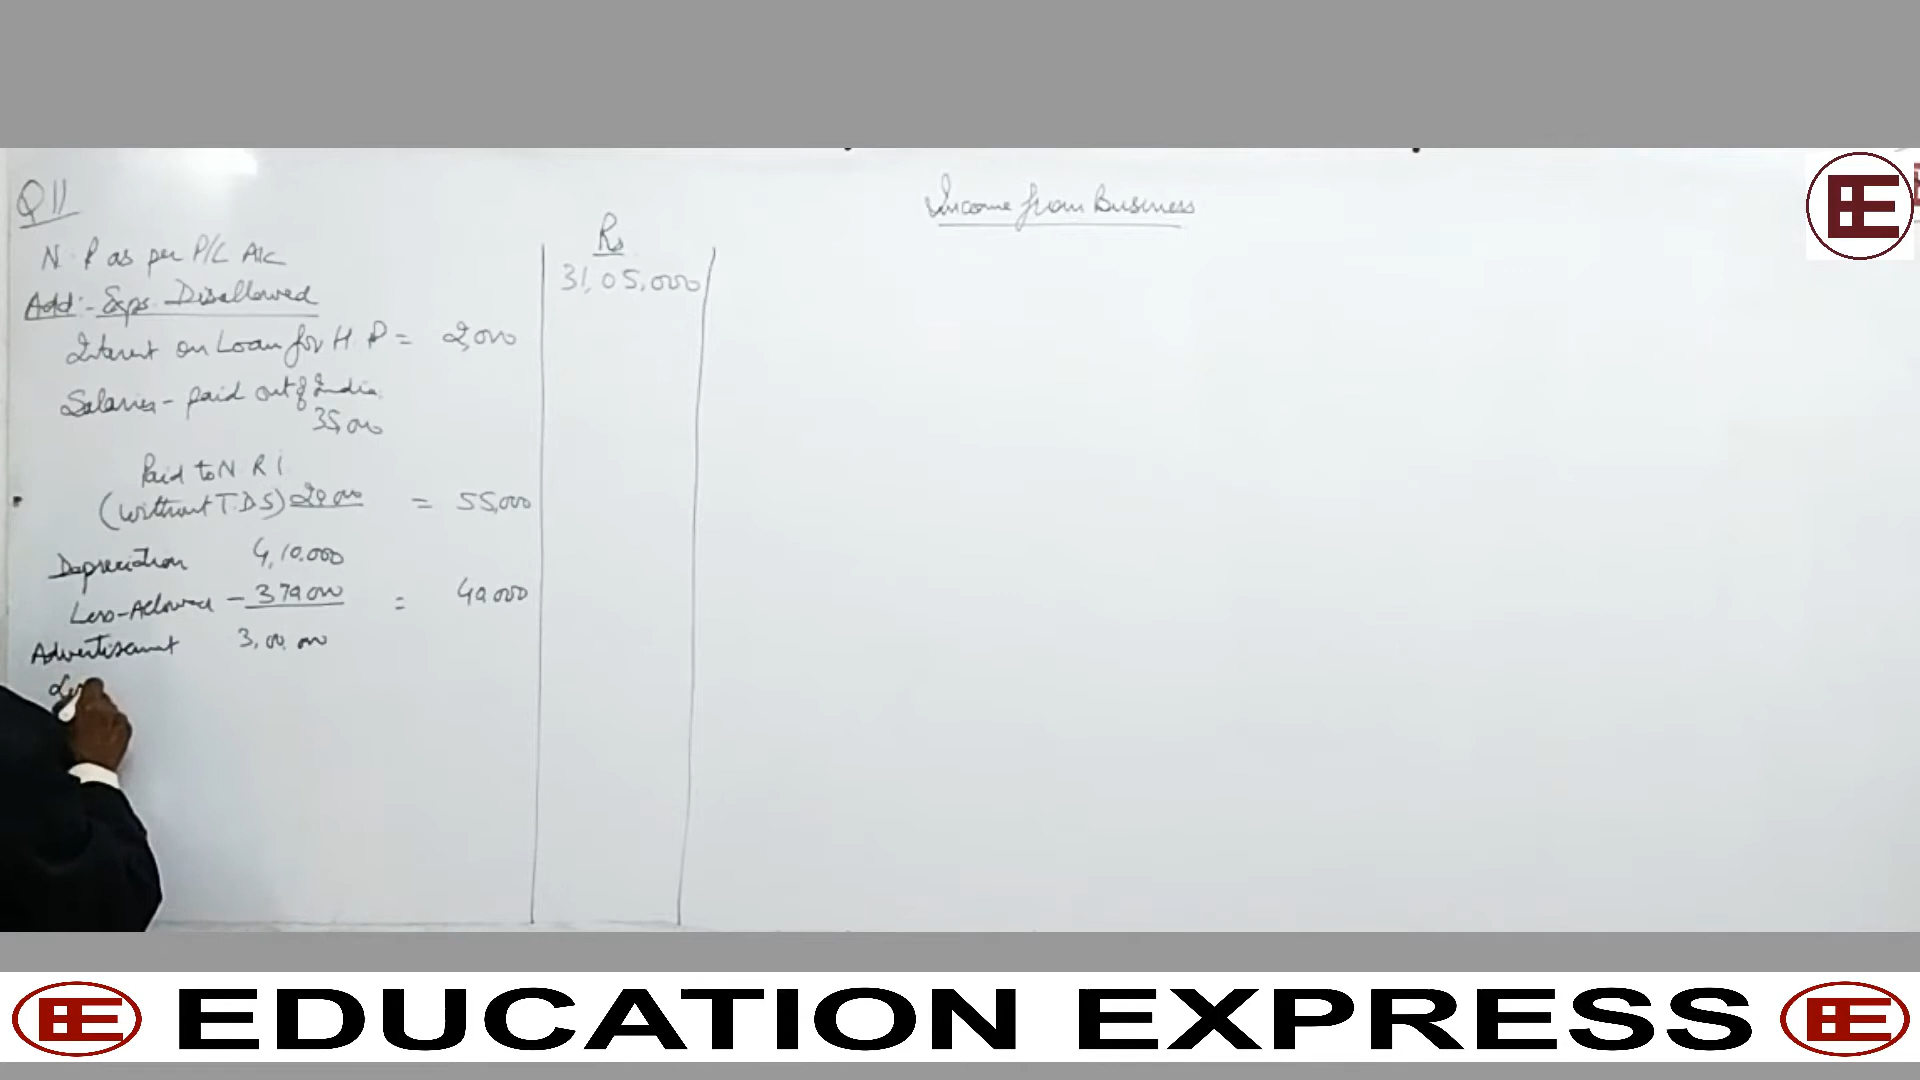 Q11
Income from Business
Rs
N.P as per P/L A/C
31,05,000
Add:- Exps. Disallowed
Interest on Loan for H P = 2,000
Salaries - Paid out of India
35,000
Paid to N R I
(without T.D.S) 20,000 = 55,000
Depreciation 4,10,000
Less-Allowed - 370,000 = 40,000
Advertisement 3,00,000
EDUCATION EXPRESS